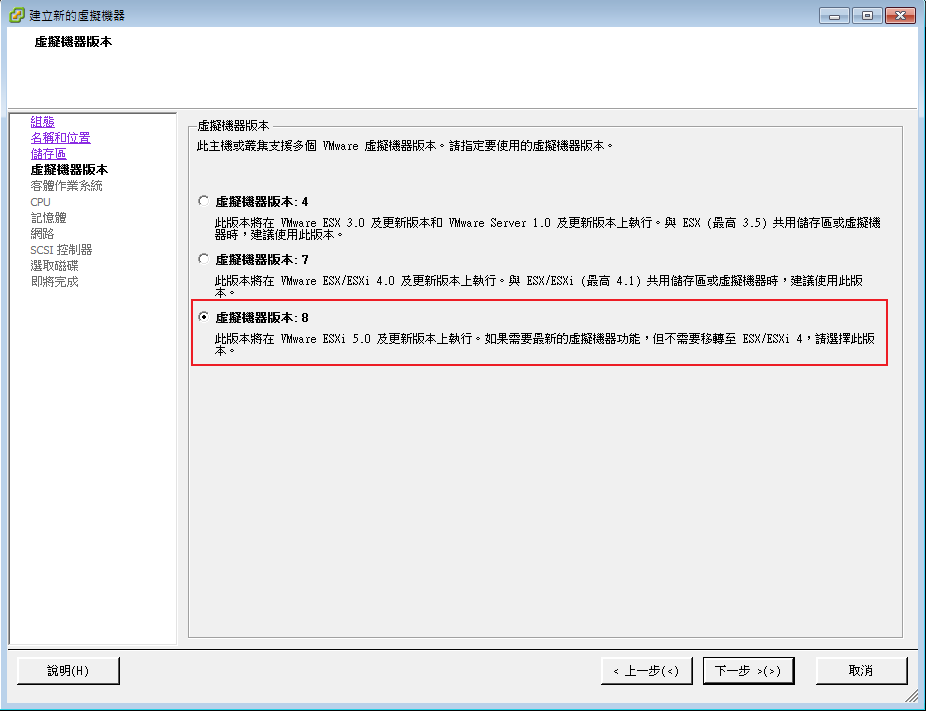 建立新的虛擬機器
虛擬機器版本
組態
名稱和位置
儲存區
虛擬機器版本
客體作業系統
CPU
記憶體
網路
SCSI 控制器
選取磁碟
即將完成
虛擬機器版本
此主機或叢集支援多個 VMware 虛擬機器版本。請指定要使用的虛擬機器版本。
虛擬機器版本: 4
此版本將在 VMware ESX 3.0 及更新版本和 VMware Server 1.0 及更新版本上執行。與 ESX (最高 3.5) 共用儲存區或虛擬機
器時，建議使用此版本。
虛擬機器版本: 7
此版本將在 VMware ESX/ESXi 4.0 及更新版本上執行。與 ESX/ESXi (最高 4.1) 共用儲存區或虛擬機器時，建議使用此版
本。
虛擬機器版本: 8
此版本將在 VMware ESXi 5.0 及更新版本上執行。如果需要最新的虛擬機器功能，但不需要移轉至 ESX/ESXi 4，請選擇此版
本。
說明(H)
< 上一步(<)
下一步 >(>)
取消